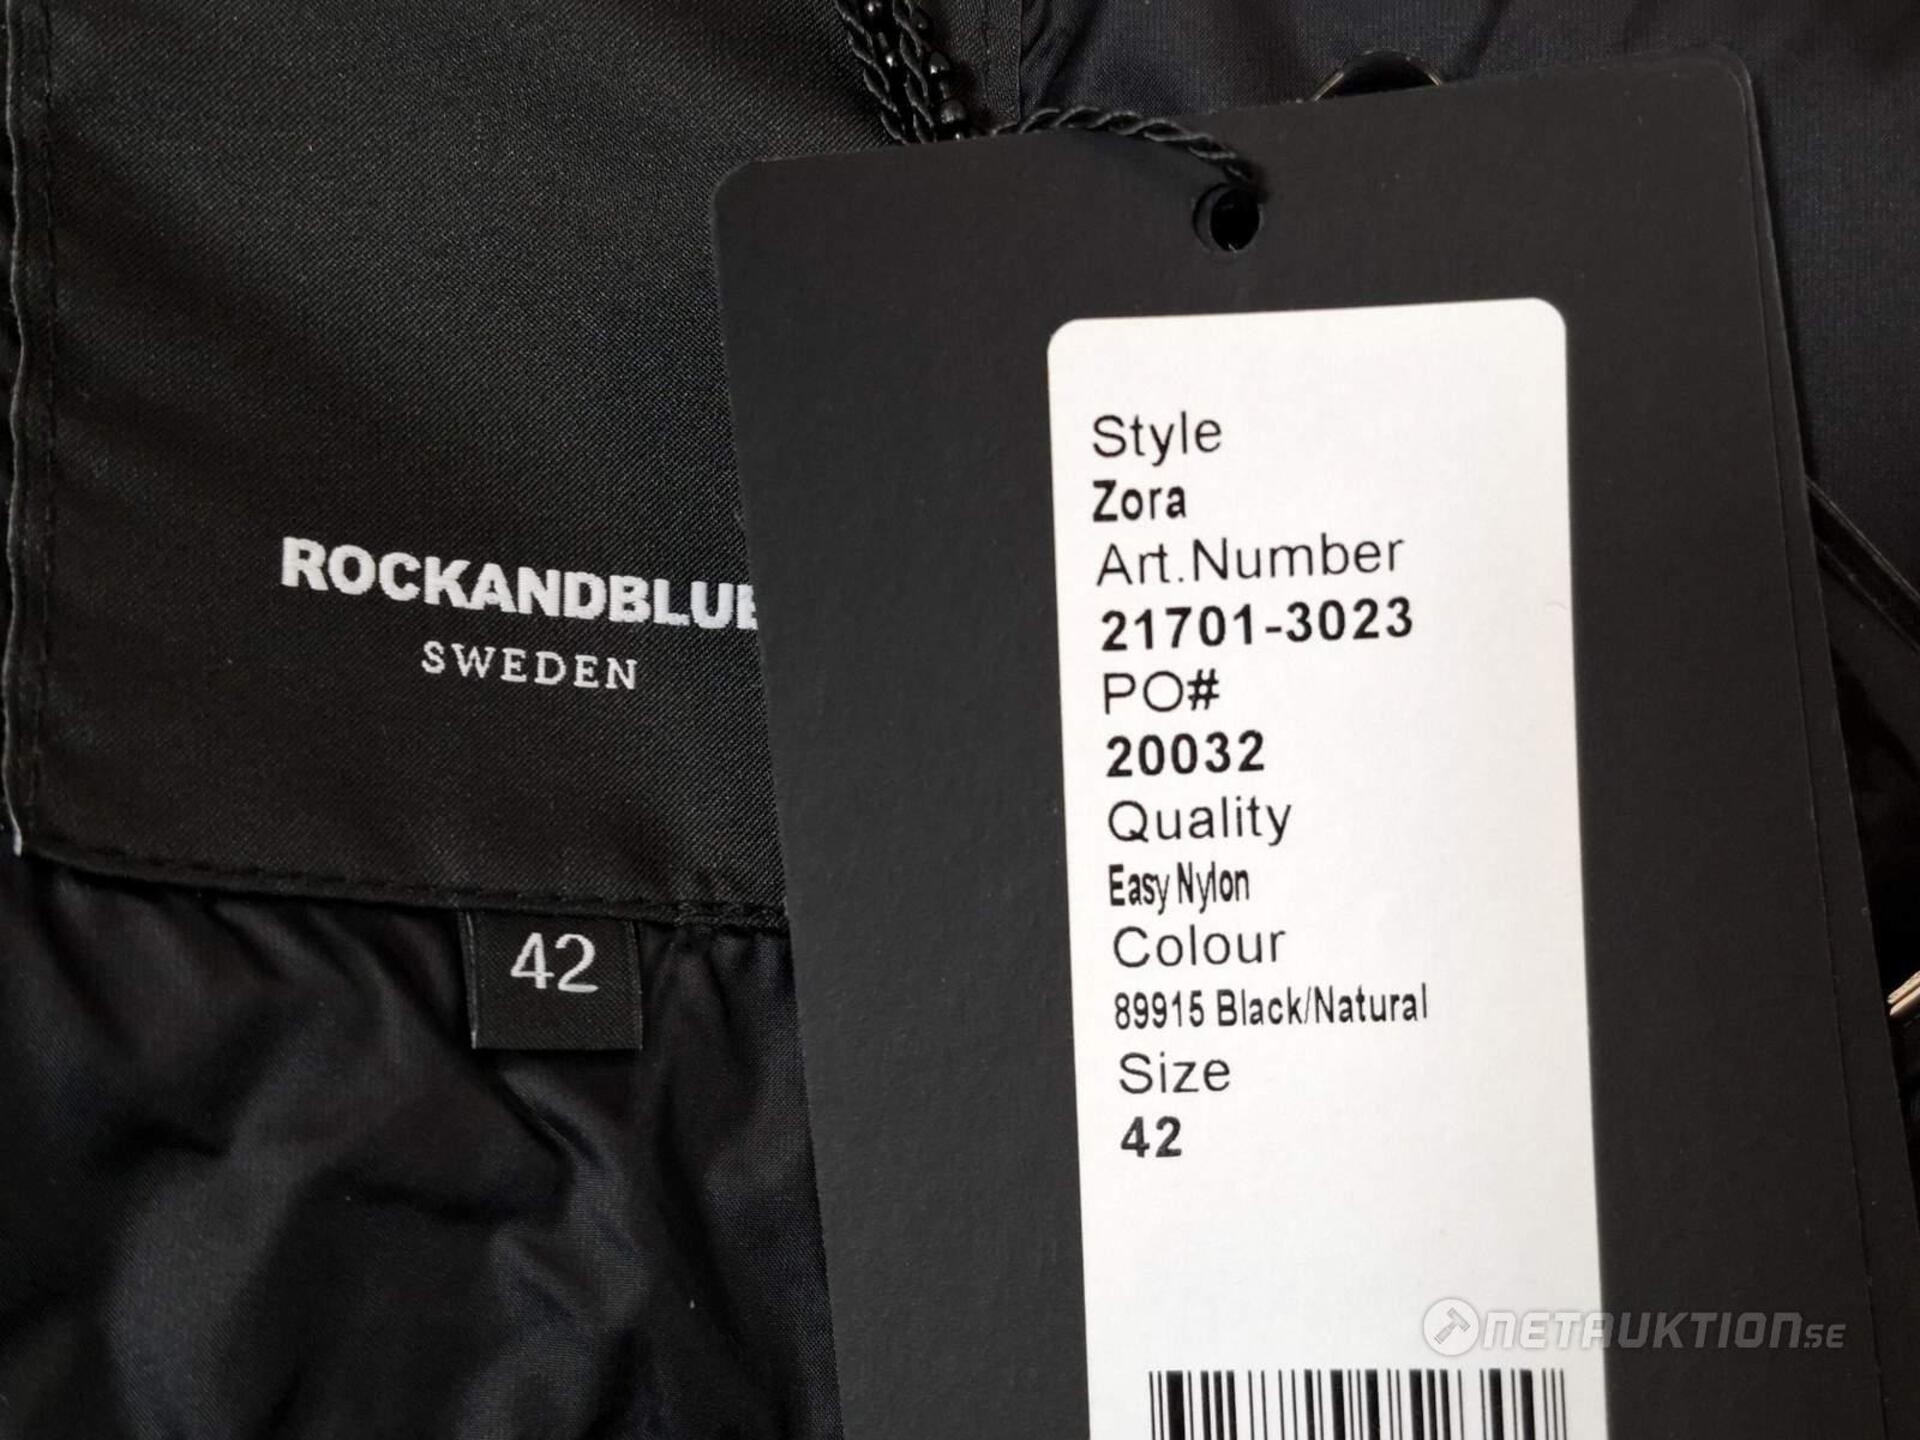 ROCKANDBLUE
SWEDEN
42
Style
Zora
Art.Number
21701-3023
PO#
20032
Quality
Easy Nylon
Colour
89915 Black/Natural
Size
42
NETAUKTION.SE